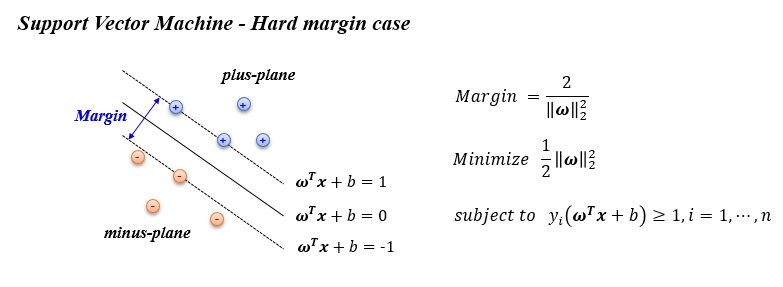 Support Vector Machine - Hard margin case
plus-plane
+
+
Margin
+
+
-
-
-
-
minus-plane
ωᵀx + b = 1
ωᵀx + b = 0
ωᵀx + b = -1
Margin = 2 / ‖ω‖₂²
Minimize 1/2 ‖ω‖₂²
subject to yᵢ(ωᵀx + b) ≥ 1, i = 1, ⋯, n